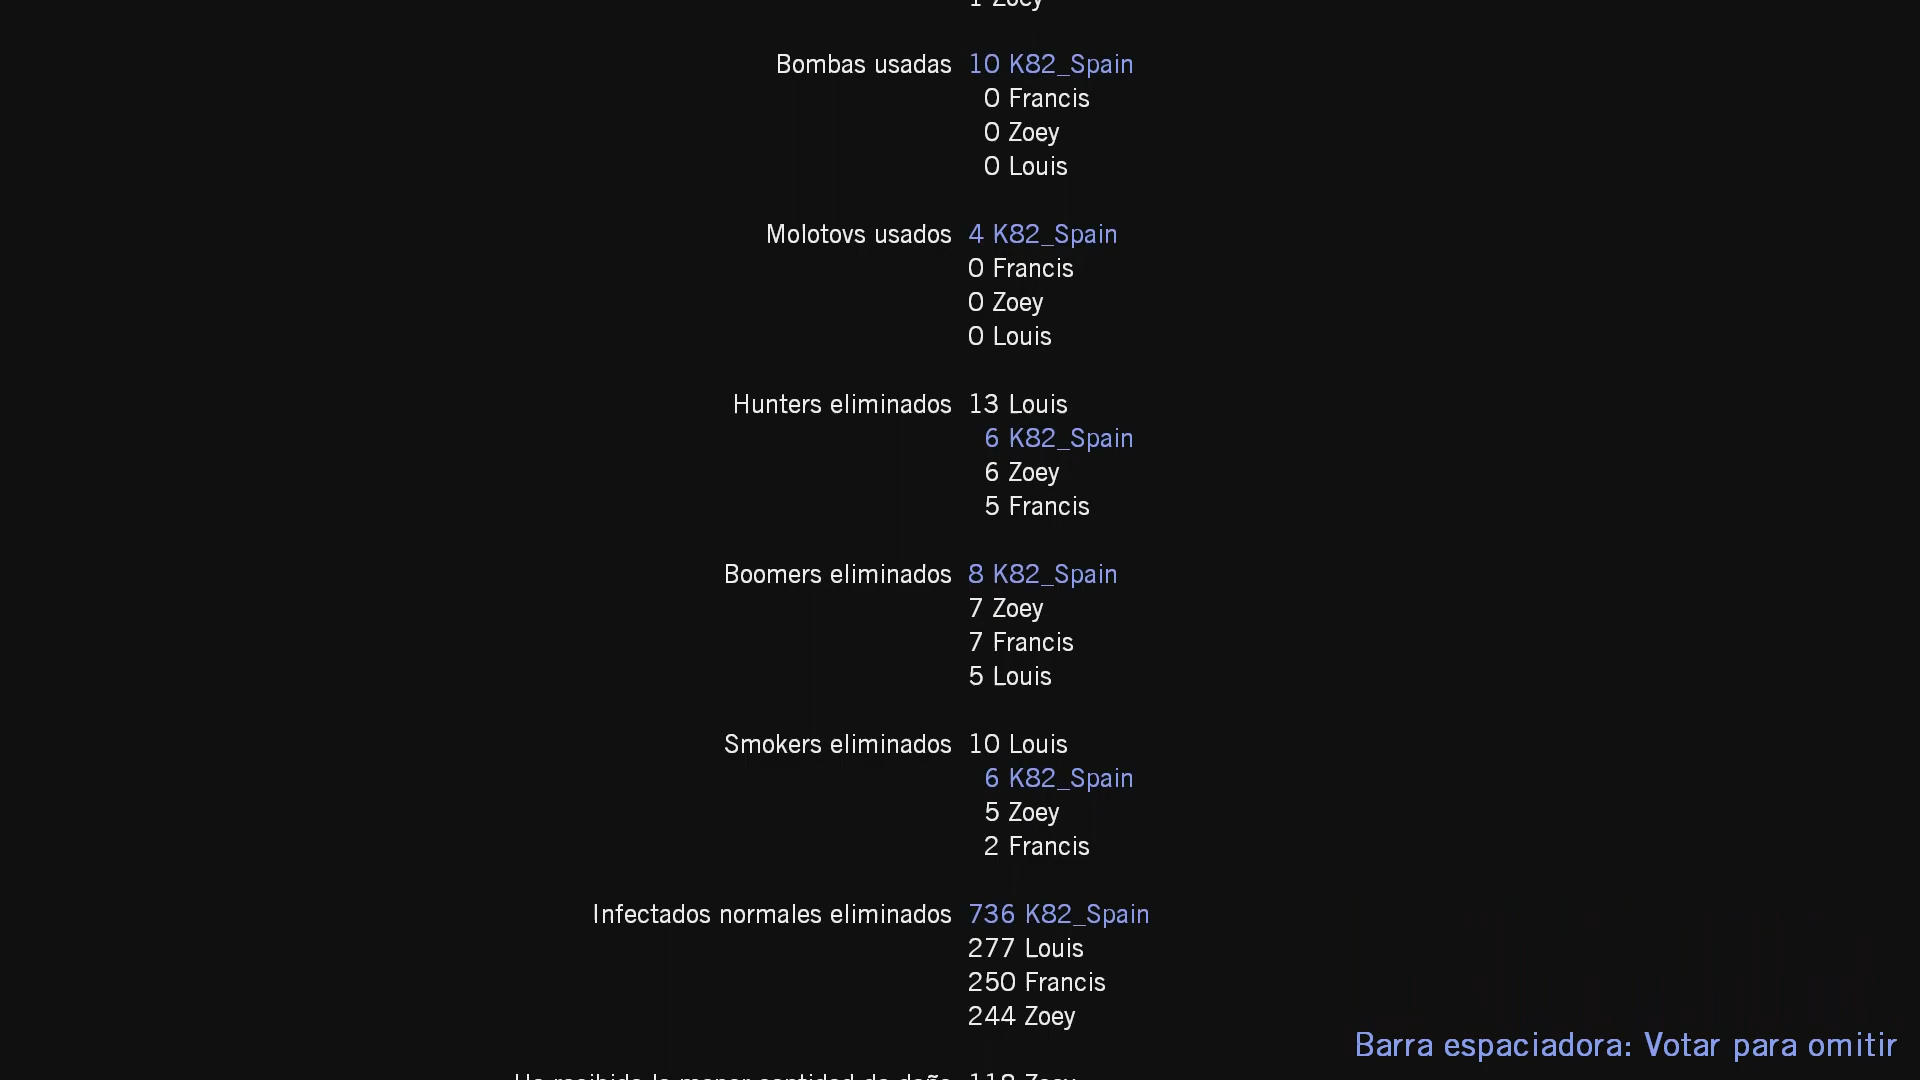 1 Zoey
Bombas usadas 10 K82_Spain
0 Francis
0 Zoey
0 Louis
Molotovs usados 4 K82_Spain
0 Francis
0 Zoey
0 Louis
Hunters eliminados 13 Louis
6 K82_Spain
6 Zoey
5 Francis
Boomers eliminados 8 K82_Spain
7 Zoey
7 Francis
5 Louis
Smokers eliminados 10 Louis
6 K82_Spain
5 Zoey
2 Francis
Infectados normales eliminados 736 K82_Spain
277 Louis
250 Francis
244 Zoey
Barra espaciadora: Votar para omitir